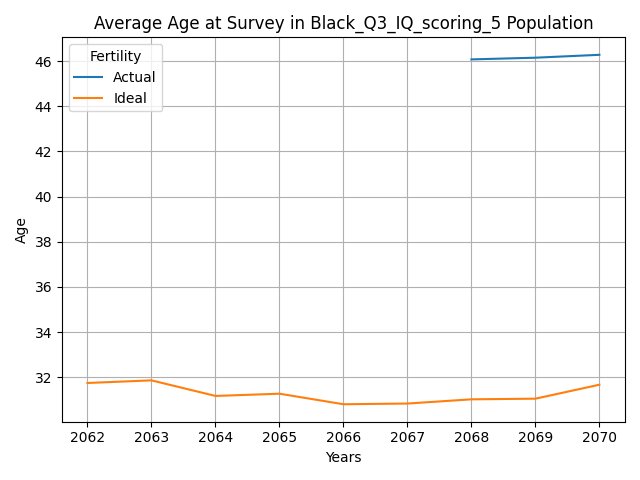 Average Age at Survey in Black_Q3_IQ_scoring_5 Population
Fertility
Actual
Ideal
46
44
42
40
38
36
34
32
Age
2062 2063 2064 2065 2066 2067 2068 2069 2070
Years